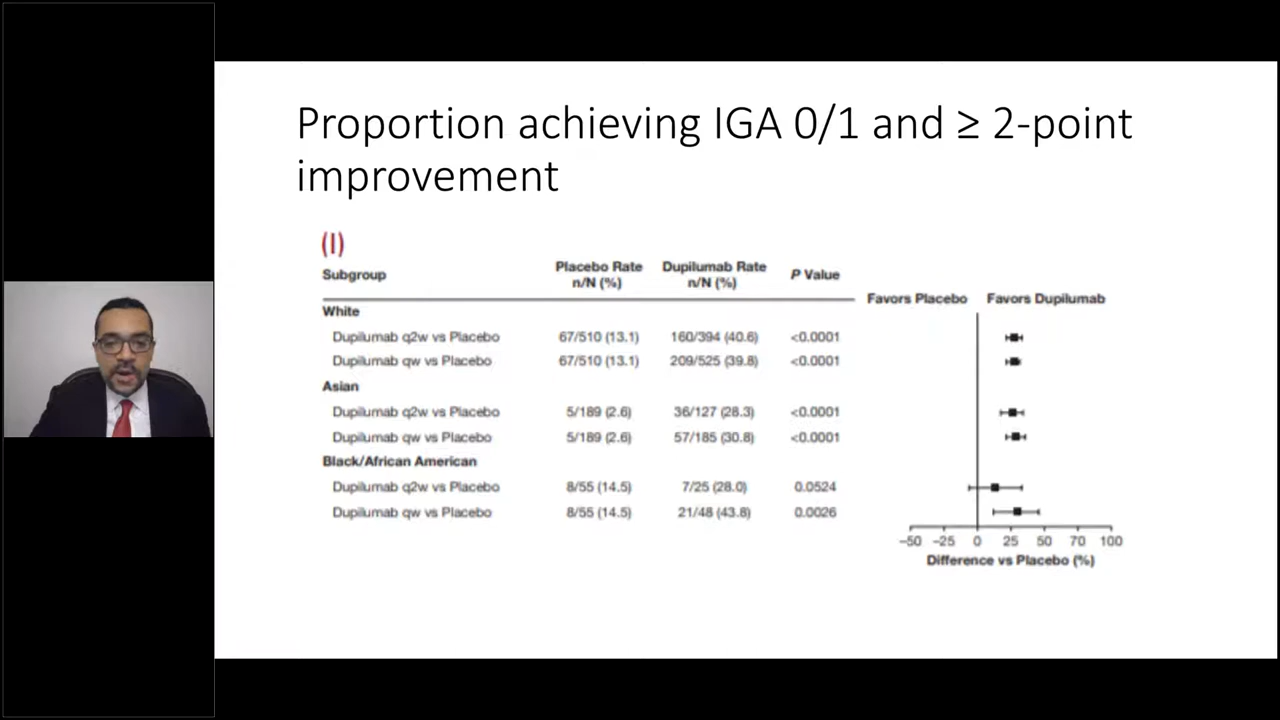 Proportion achieving IGA 0/1 and ≥ 2-point
improvement
(I)
Subgroup Placebo Rate n/N (%) Dupilumab Rate n/N (%) P Value
Favors Placebo Favors Dupilumab
White
Dupilumab q2w vs Placebo 67/510 (13.1) 160/394 (40.6) <0.0001
Dupilumab qw vs Placebo 67/510 (13.1) 209/525 (39.8) <0.0001
Asian
Dupilumab q2w vs Placebo 5/189 (2.6) 36/127 (28.3) <0.0001
Dupilumab qw vs Placebo 5/189 (2.6) 57/185 (30.8) <0.0001
Black/African American
Dupilumab q2w vs Placebo 8/55 (14.5) 7/25 (28.0) 0.0524
Dupilumab qw vs Placebo 8/55 (14.5) 21/48 (43.8) 0.0026
–50 –25 0 25 50 70 100
Difference vs Placebo (%)